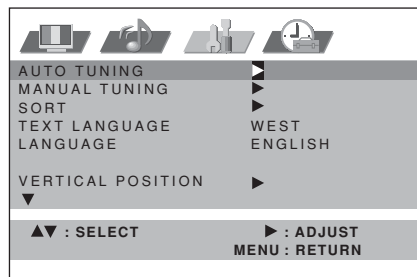 AUTO TUNING ▶
MANUAL TUNING ▶
SORT ▶
TEXT LANGUAGE WEST
LANGUAGE ENGLISH
VERTICAL POSITION ▶
▼
▲▼ : SELECT ▶ : ADJUST
MENU : RETURN